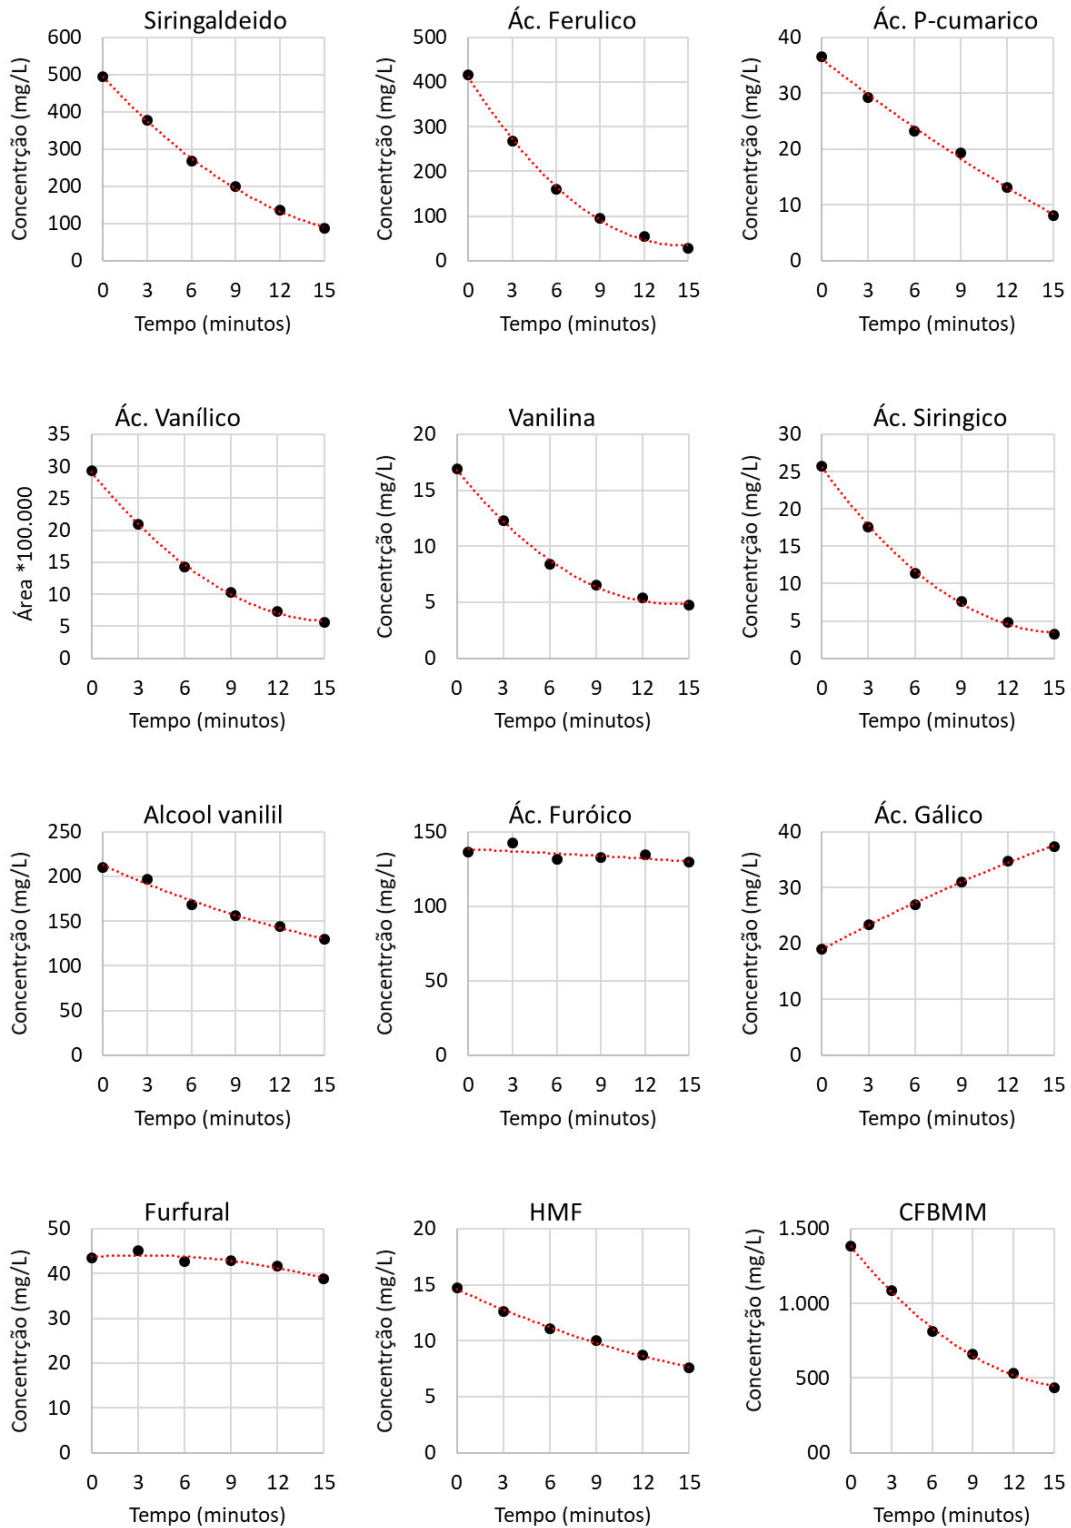 Siringaldeido
Concentrção (mg/L)
600
500
400
300
200
100
0
0 3 6 9 12 15
Tempo (minutos)
Ác. Ferulico
Concentrção (mg/L)
500
400
300
200
100
0
0 3 6 9 12 15
Tempo (minutos)
Ác. P-cumarico
Concentrção (mg/L)
40
30
20
10
0
0 3 6 9 12 15
Tempo (minutos)
Ác. Vanílico
Área *100.000
35
30
25
20
15
10
5
0
0 3 6 9 12 15
Tempo (minutos)
Vanilina
Concentrção (mg/L)
20
15
10
5
0
0 3 6 9 12 15
Tempo (minutos)
Ác. Siringico
Concentrção (mg/L)
30
25
20
15
10
5
0
0 3 6 9 12 15
Tempo (minutos)
Alcool vanilil
Concentrção (mg/L)
250
200
150
100
50
0
0 3 6 9 12 15
Tempo (minutos)
Ác. Furóico
Concentrção (mg/L)
150
100
50
0
0 3 6 9 12 15
Tempo (minutos)
Ác. Gálico
Concentrção (mg/L)
40
30
20
10
0
0 3 6 9 12 15
Tempo (minutos)
Furfural
Concentrção (mg/L)
50
40
30
20
10
0
0 3 6 9 12 15
Tempo (minutos)
HMF
Concentrção (mg/L)
20
15
10
5
0
0 3 6 9 12 15
Tempo (minutos)
CFBMM
Concentrção (mg/L)
1.500
1.000
500
00
0 3 6 9 12 15
Tempo (minutos)